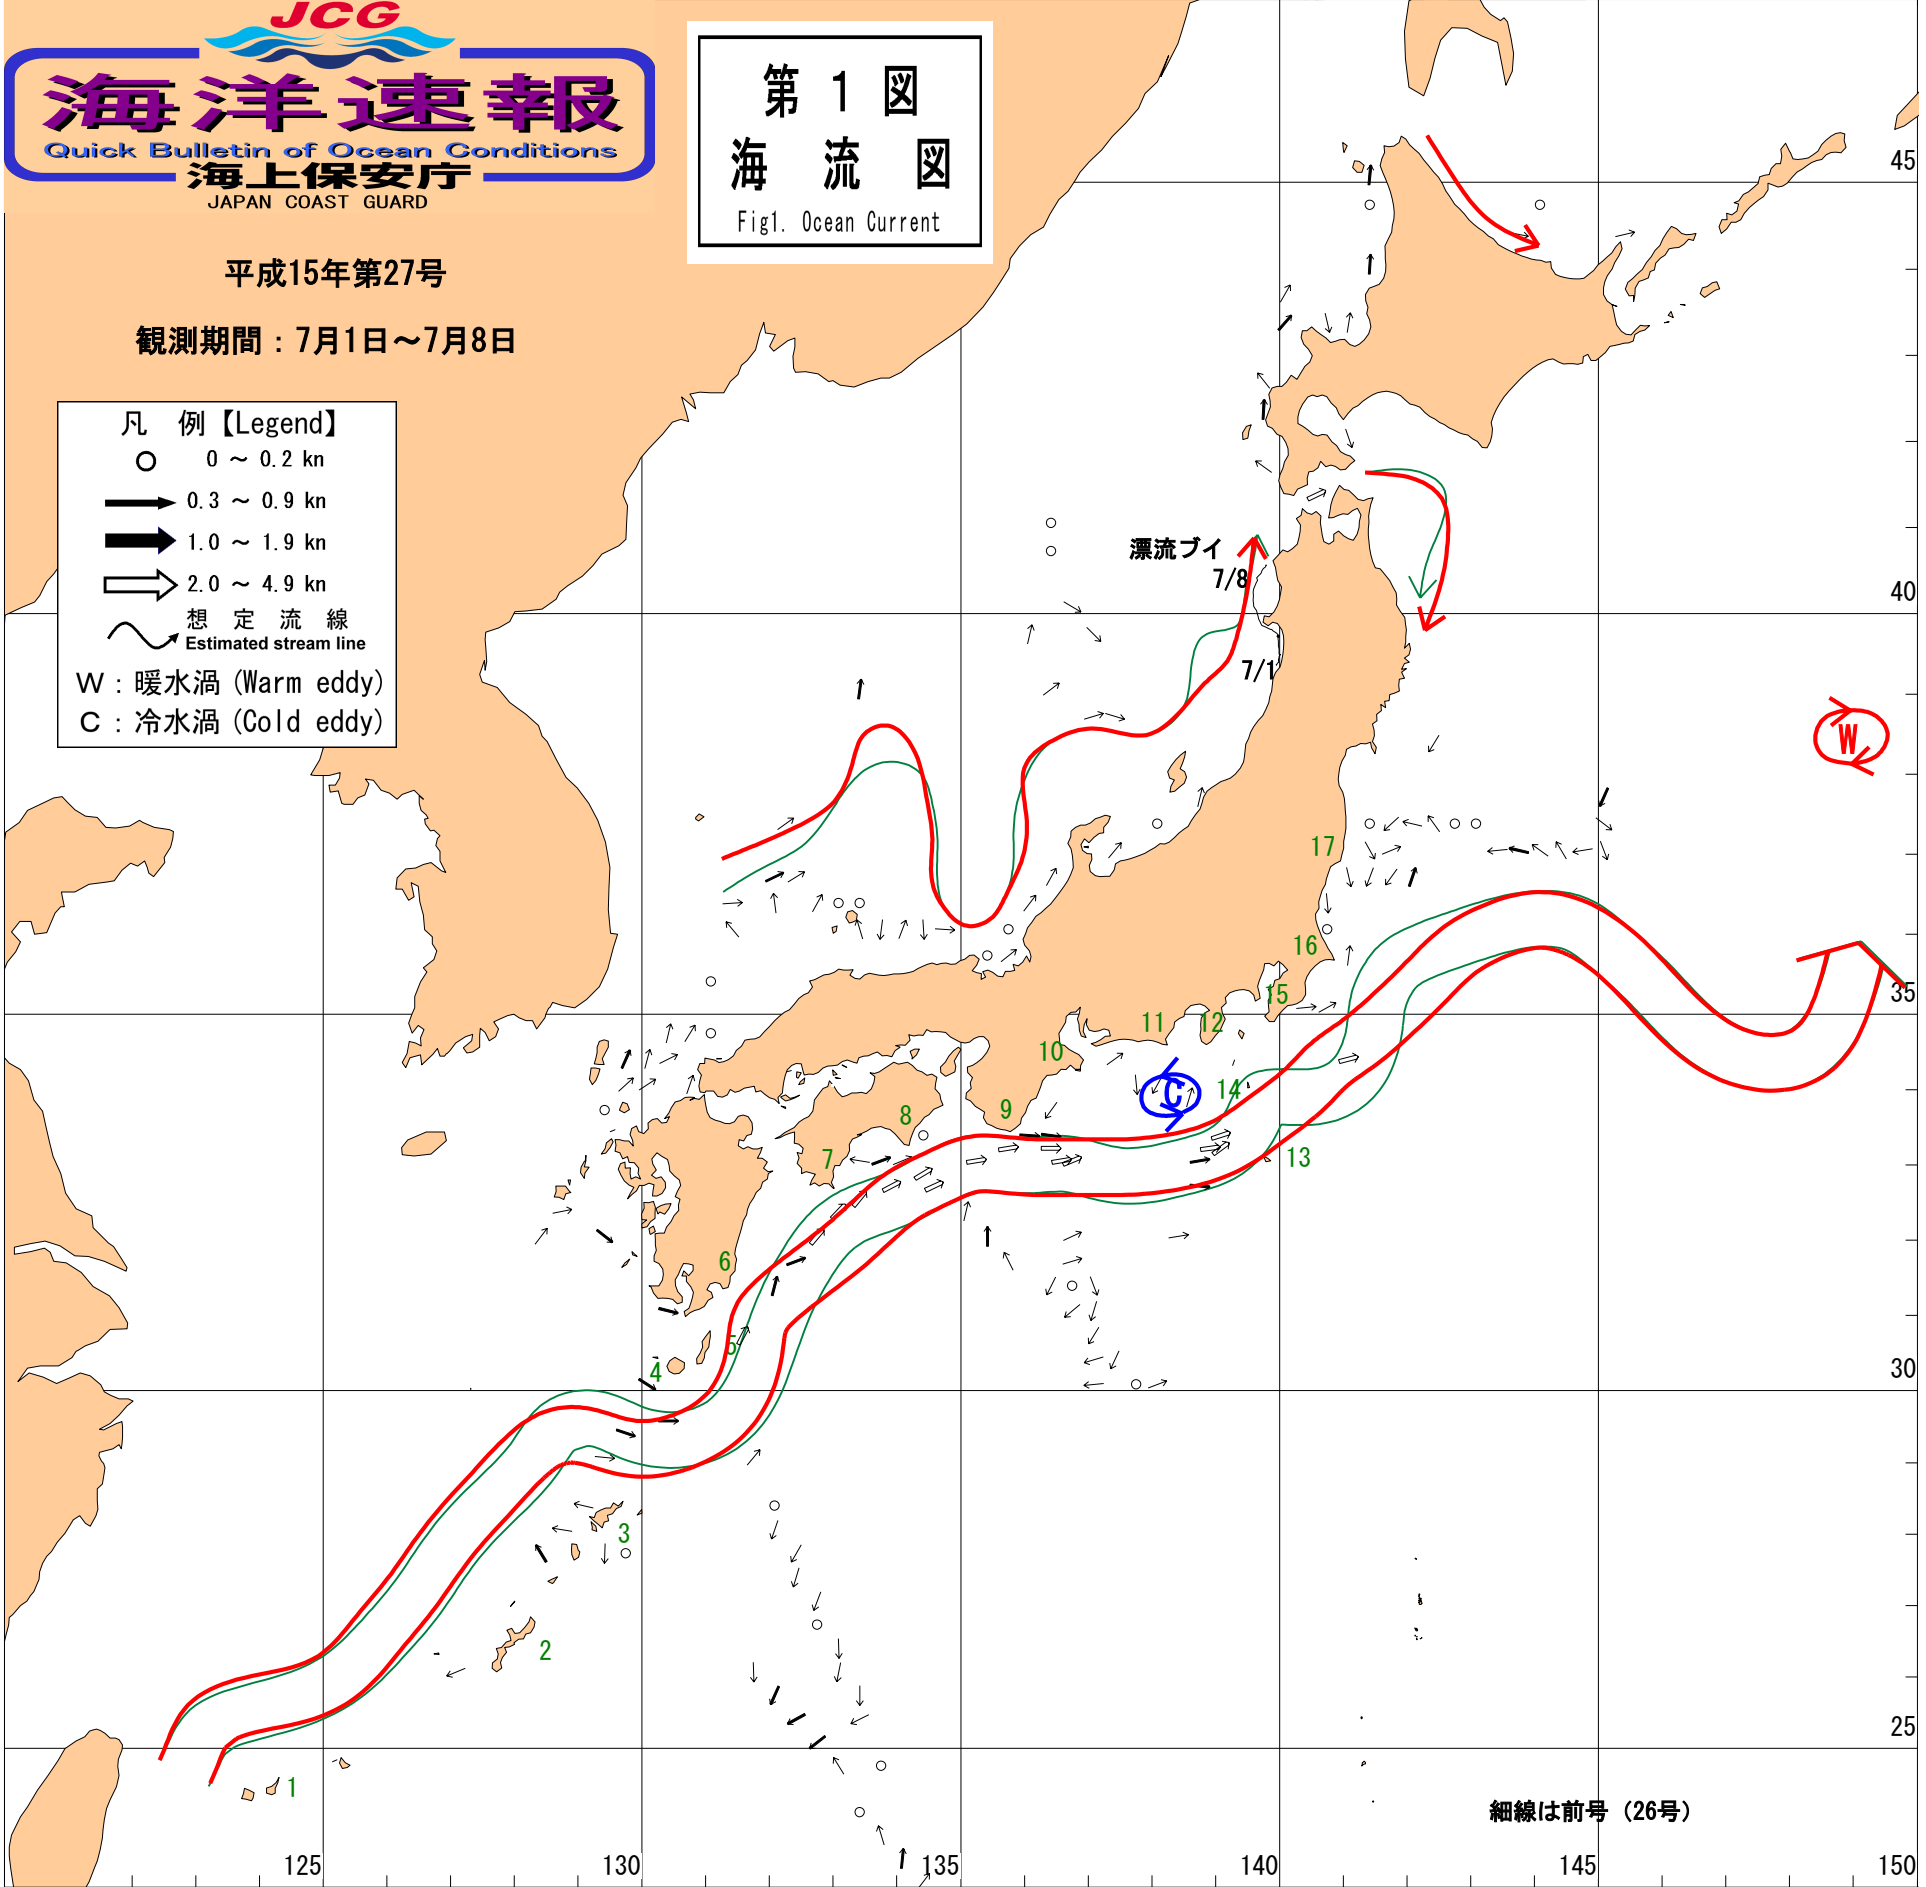 JCG
海洋速報
Quick Bulletin of Ocean Conditions
海上保安庁
JAPAN COAST GUARD
第1図
海流図
Fig1. Ocean Current
平成15年第27号
観測期間：7月1日～7月8日
凡 例【Legend】
0 ～ 0.2 kn
0.3 ～ 0.9 kn
1.0 ～ 1.9 kn
2.0 ～ 4.9 kn
想定流線
Estimated stream line
W：暖水渦 (Warm eddy)
C：冷水渦 (Cold eddy)
45
漂流ブイ
7/8
40
7/1
W
17
16
35
15
11
12
10
C
14
9
8
7
13
6
5
4
30
3
2
25
1
細線は前号（26号）
125
130
135
140
145
150